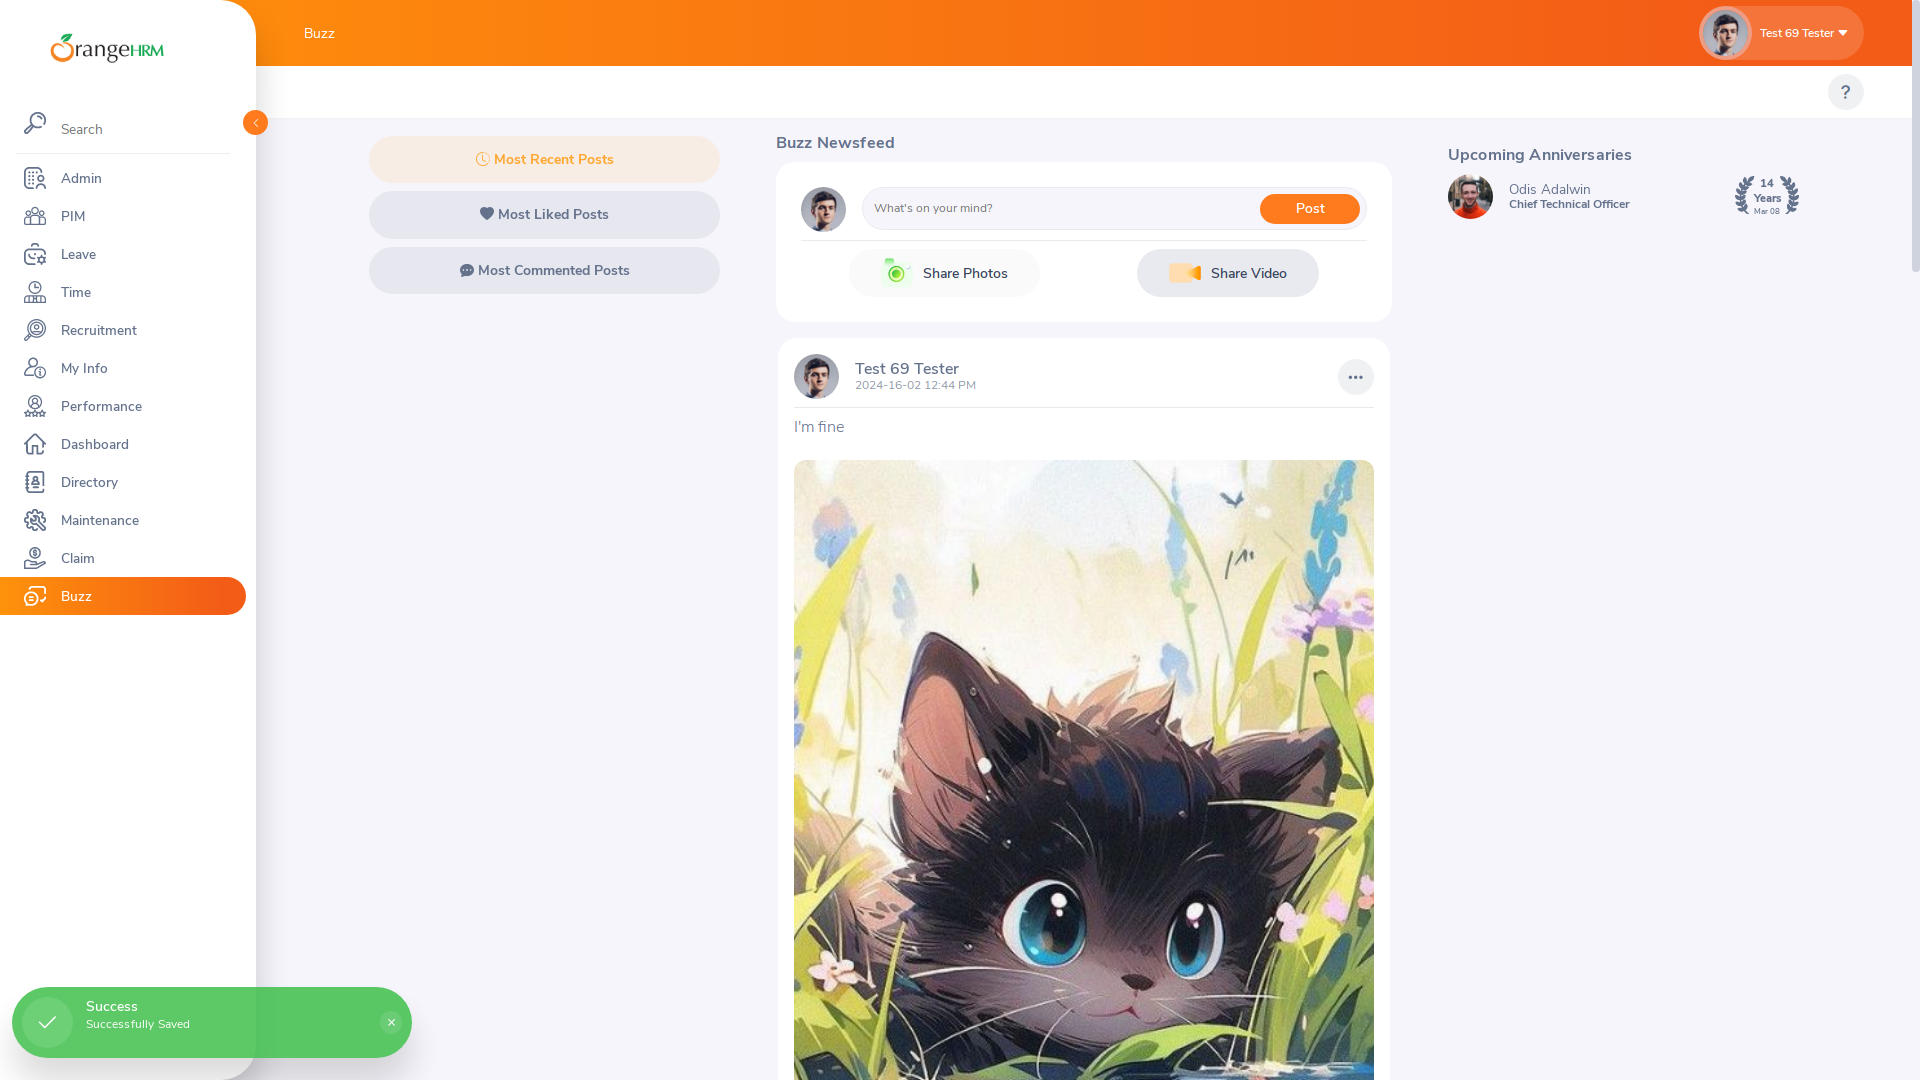 OrangeHRM
Search
Admin
PIM
Leave
Time
Recruitment
My Info
Performance
Dashboard
Directory
Maintenance
Claim
Buzz
Buzz
Test 69 Tester
?
Most Recent Posts
Most Liked Posts
Most Commented Posts
Buzz Newsfeed
What's on your mind?
Post
Share Photos
Share Video
Test 69 Tester
2024-16-02 12:44 PM
I'm fine
Upcoming Anniversaries
Odis Adalwin
Chief Technical Officer
14
Years
Mar 08
Success
Successfully Saved